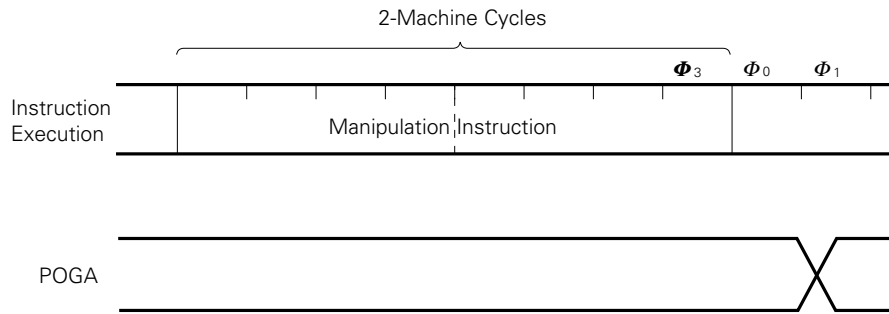 2-Machine Cycles
Φ3 Φ0 Φ1
Instruction
Execution
Manipulation Instruction
POGA